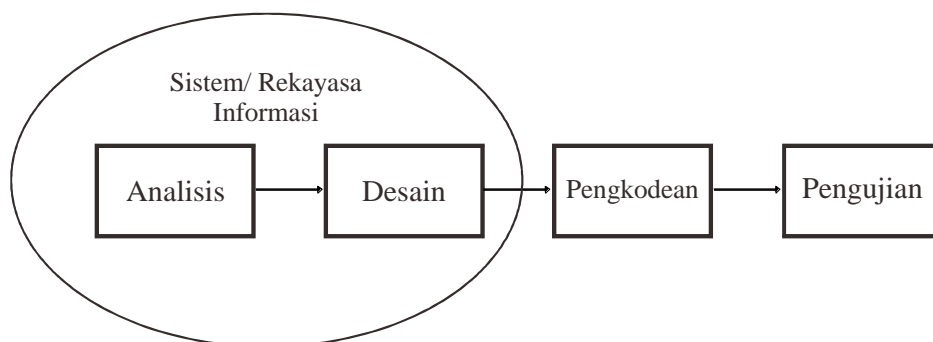 Sistem/ Rekayasa
Informasi
Analisis
Desain
Pengkodean
Pengujian